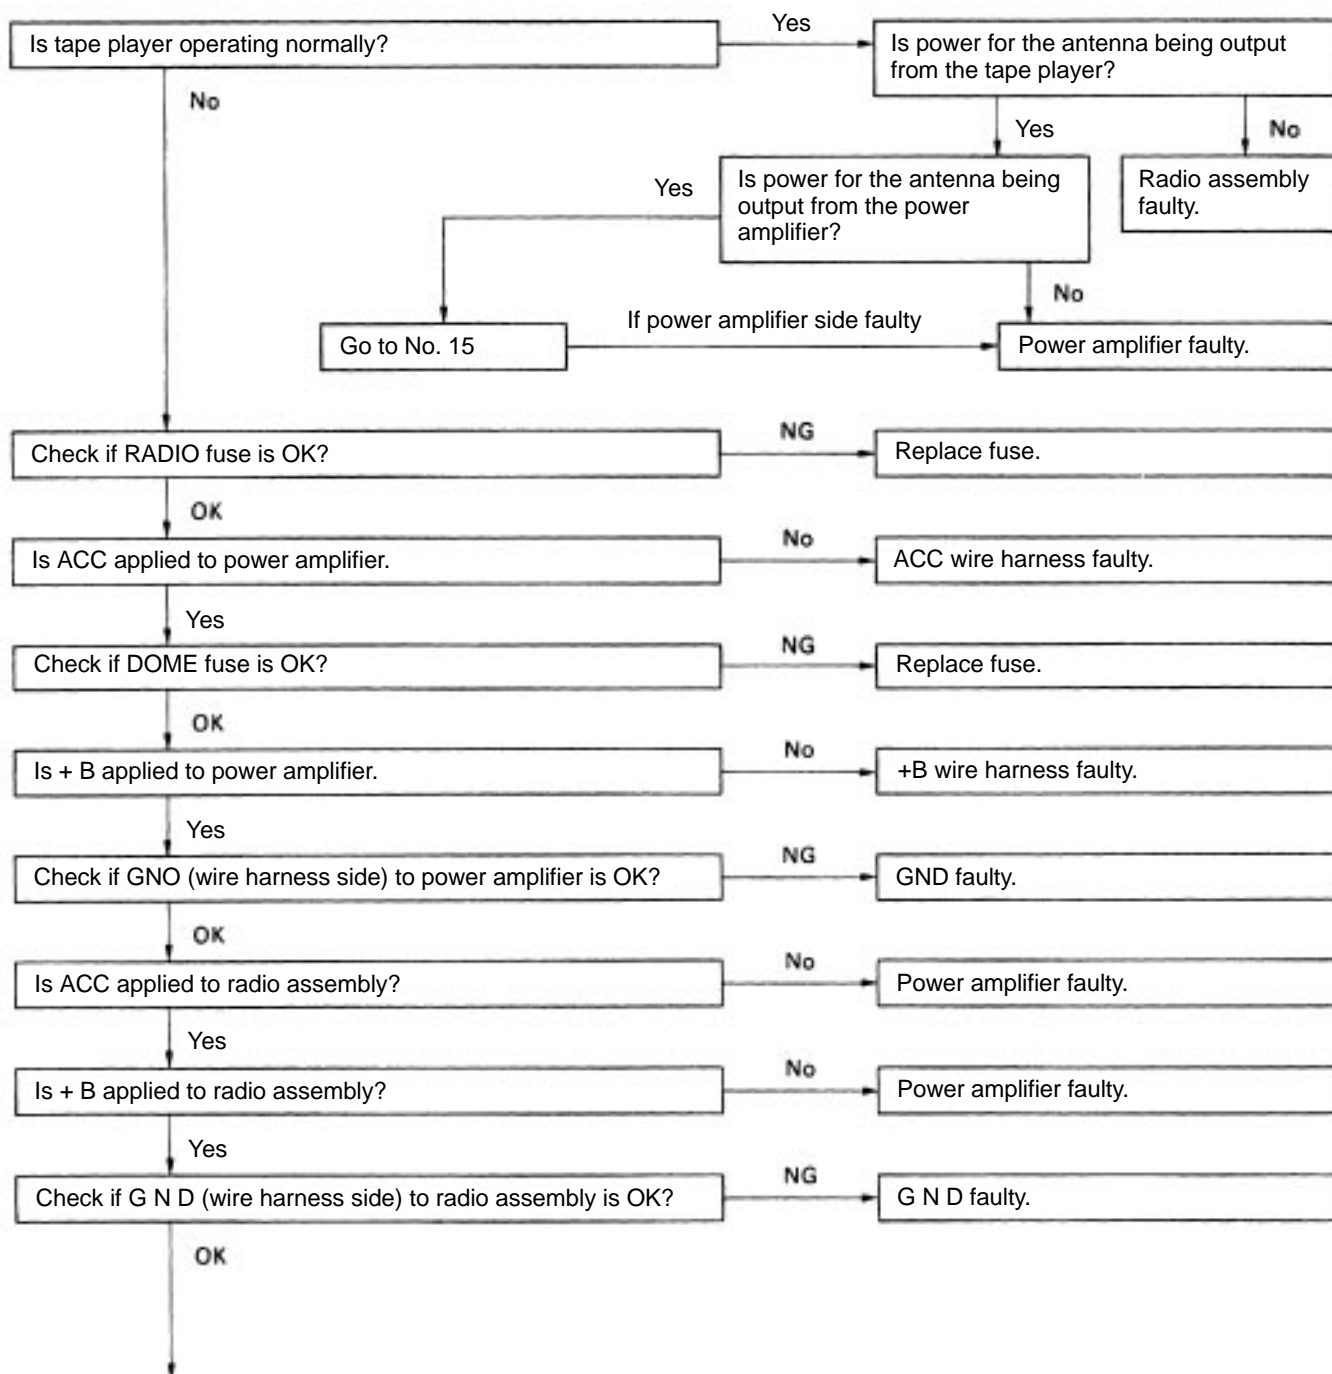 Is tape player operating normally?
Yes
Is power for the antenna being output
from the tape player?
No
Yes
No
Yes
Is power for the antenna being
output from the power
amplifier?
Radio assembly
faulty.
No
Go to No. 15
If power amplifier side faulty
Power amplifier faulty.
Check if RADIO fuse is OK?
NG
Replace fuse.
OK
Is ACC applied to power amplifier.
No
ACC wire harness faulty.
Yes
Check if DOME fuse is OK?
NG
Replace fuse.
OK
Is + B applied to power amplifier.
No
+B wire harness faulty.
Yes
Check if GNO (wire harness side) to power amplifier is OK?
NG
GND faulty.
OK
Is ACC applied to radio assembly?
No
Power amplifier faulty.
Yes
Is + B applied to radio assembly?
No
Power amplifier faulty.
Yes
Check if G N D (wire harness side) to radio assembly is OK?
NG
G N D faulty.
OK